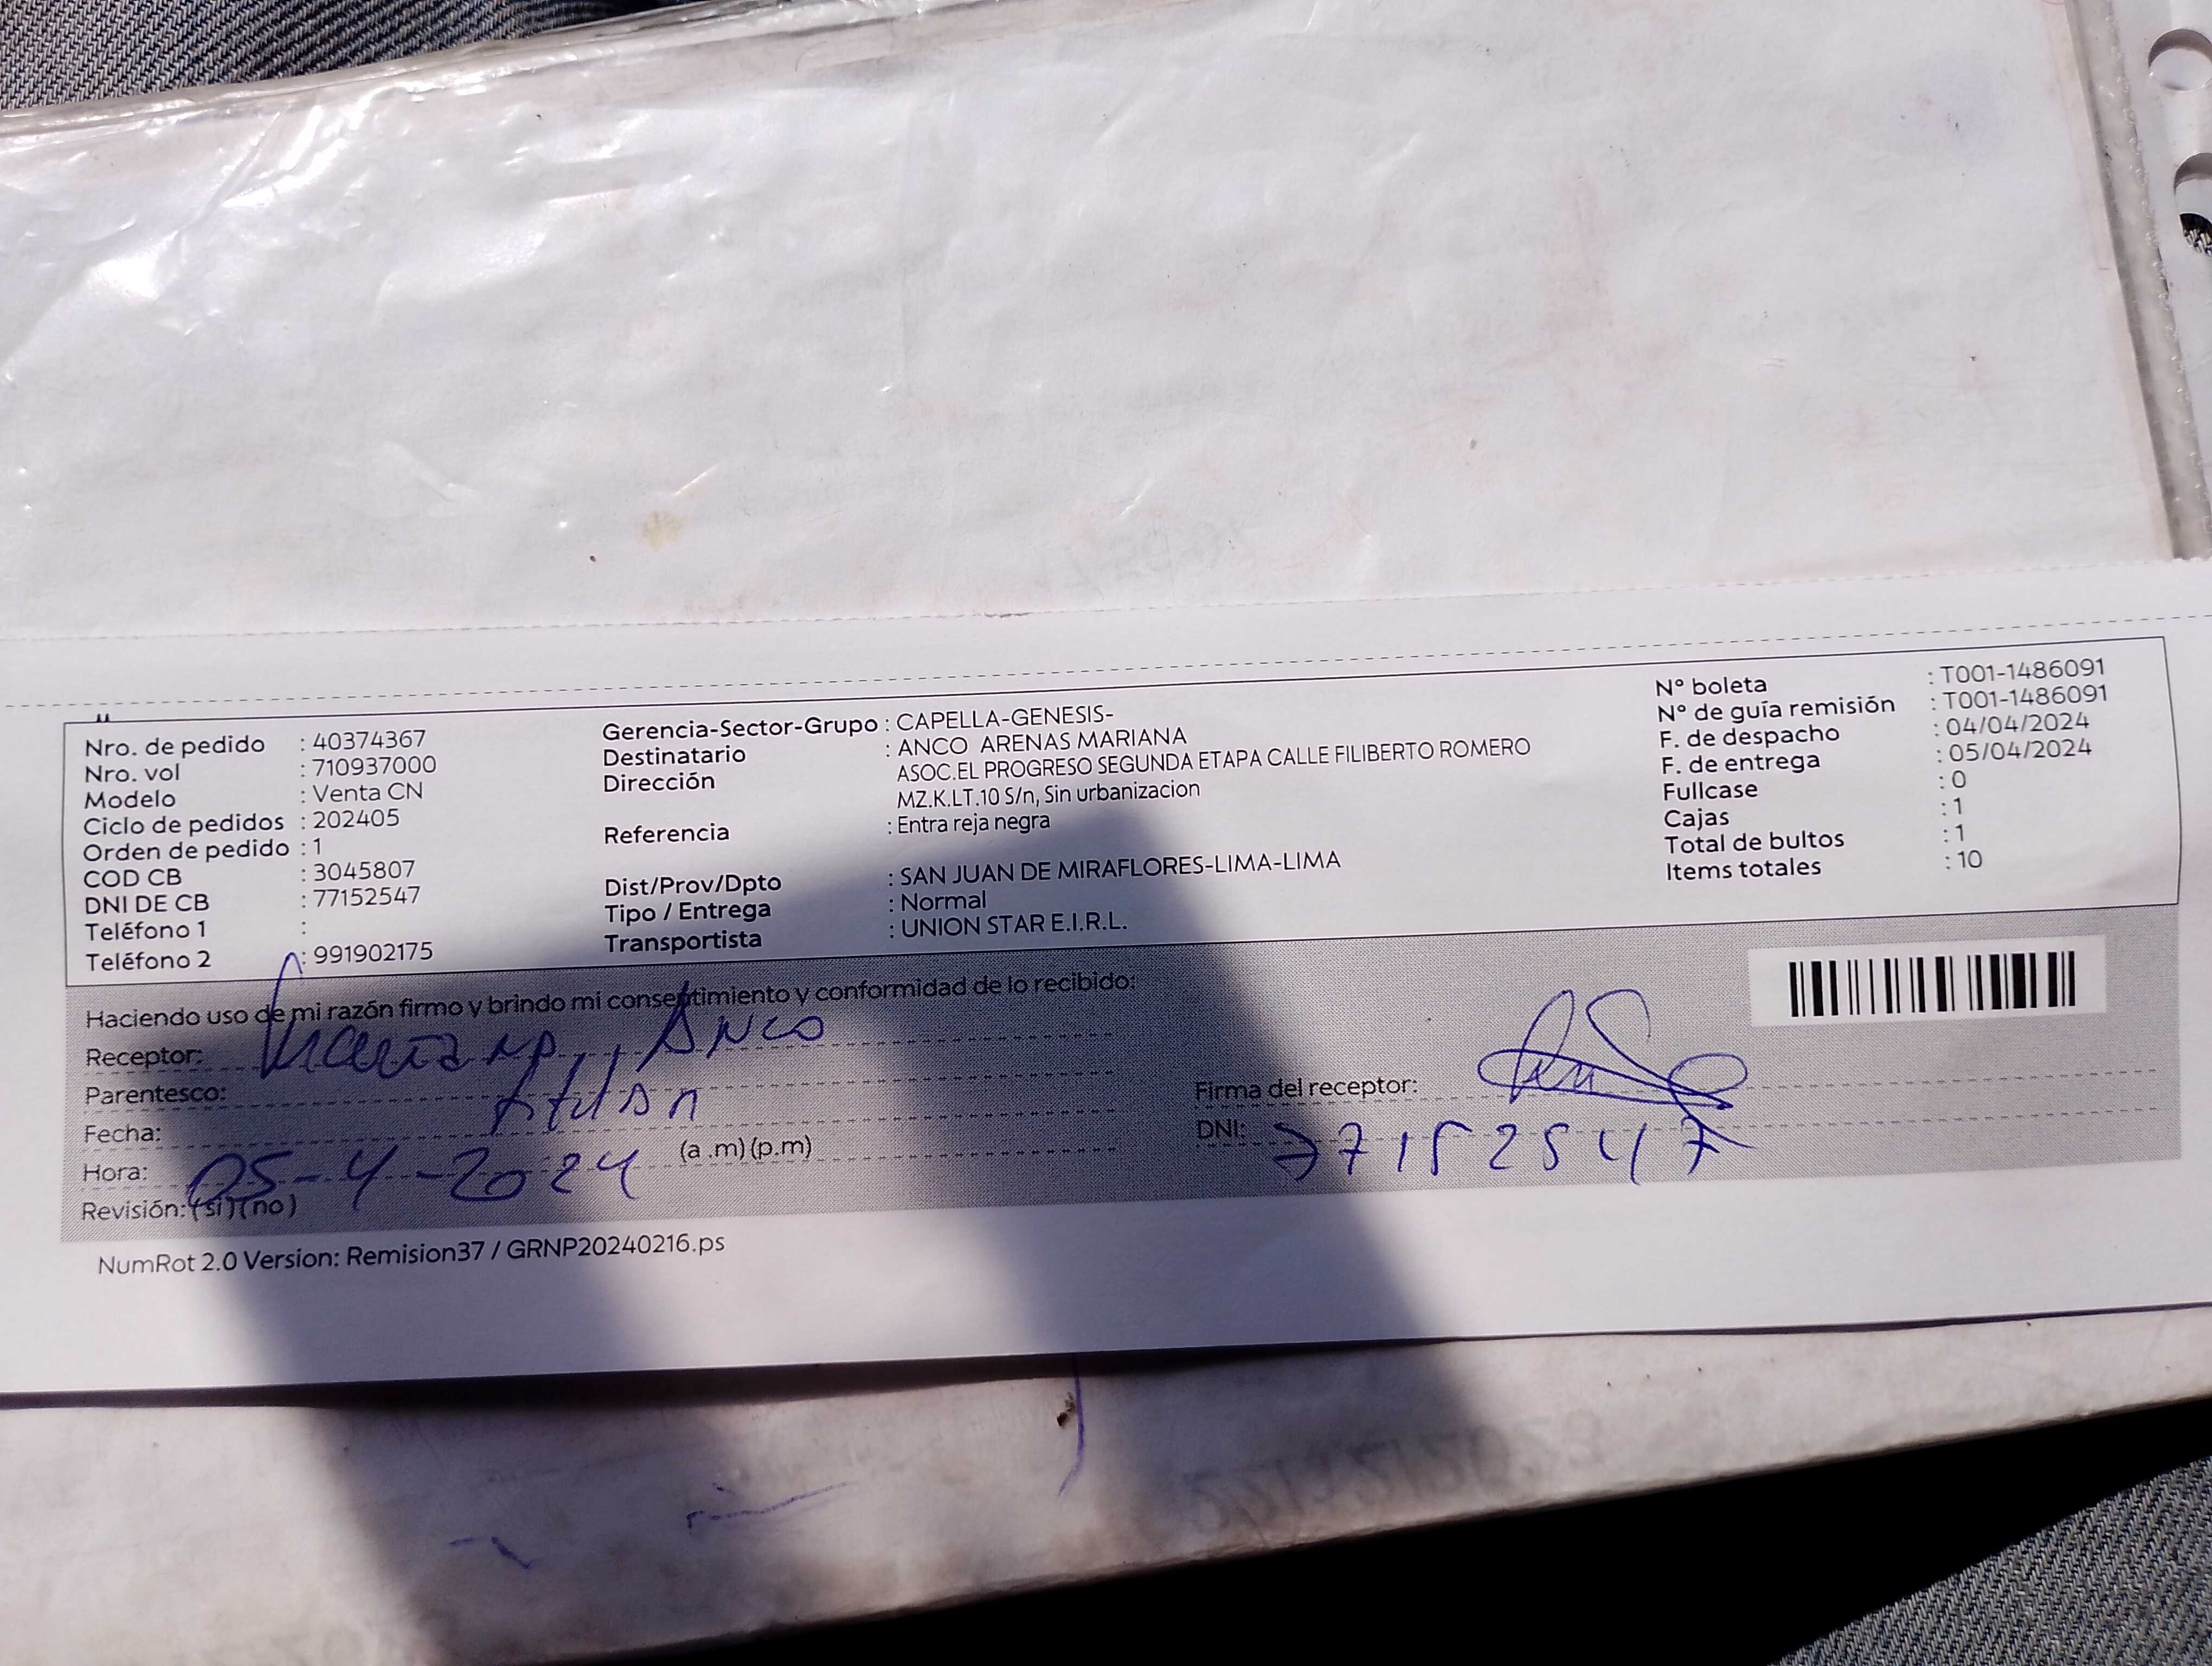 Nro. de pedido : 40374367
Nro. vol : 710937000
Modelo : Venta CN
Ciclo de pedidos : 202405
Orden de pedido : 1
COD CB : 3045807
DNI DE CB : 77152547
Teléfono 1 :
Teléfono 2 : 991902175
Gerencia-Sector-Grupo : CAPELLA-GENESIS-
Destinatario : ANCO ARENAS MARIANA
Dirección ASOC.EL PROGRESO SEGUNDA ETAPA CALLE FILIBERTO ROMERO
MZ.K.LT.10 S/n, Sin urbanizacion
Referencia : Entra reja negra
Dist/Prov/Dpto : SAN JUAN DE MIRAFLORES-LIMA-LIMA
Tipo / Entrega : Normal
Transportista : UNION STAR E.I.R.L.
N° boleta : T001-1486091
N° de guía remisión : T001-1486091
F. de despacho : 04/04/2024
F. de entrega : 05/04/2024
Fullcase : 0
Cajas : 1
Total de bultos : 1
Items totales : 10
Haciendo uso de mi razón firmo y brindo mi consentimiento y conformidad de lo recibido:
Receptor: Mariana Anco
Parentesco:
Fecha:
Hora: 05-4-2024 (a .m) (p.m)
Revisión: (si) (no)
Firma del receptor:
DNI: 77152547
NumRot 2.0 Version: Remision37 / GRNP20240216.ps